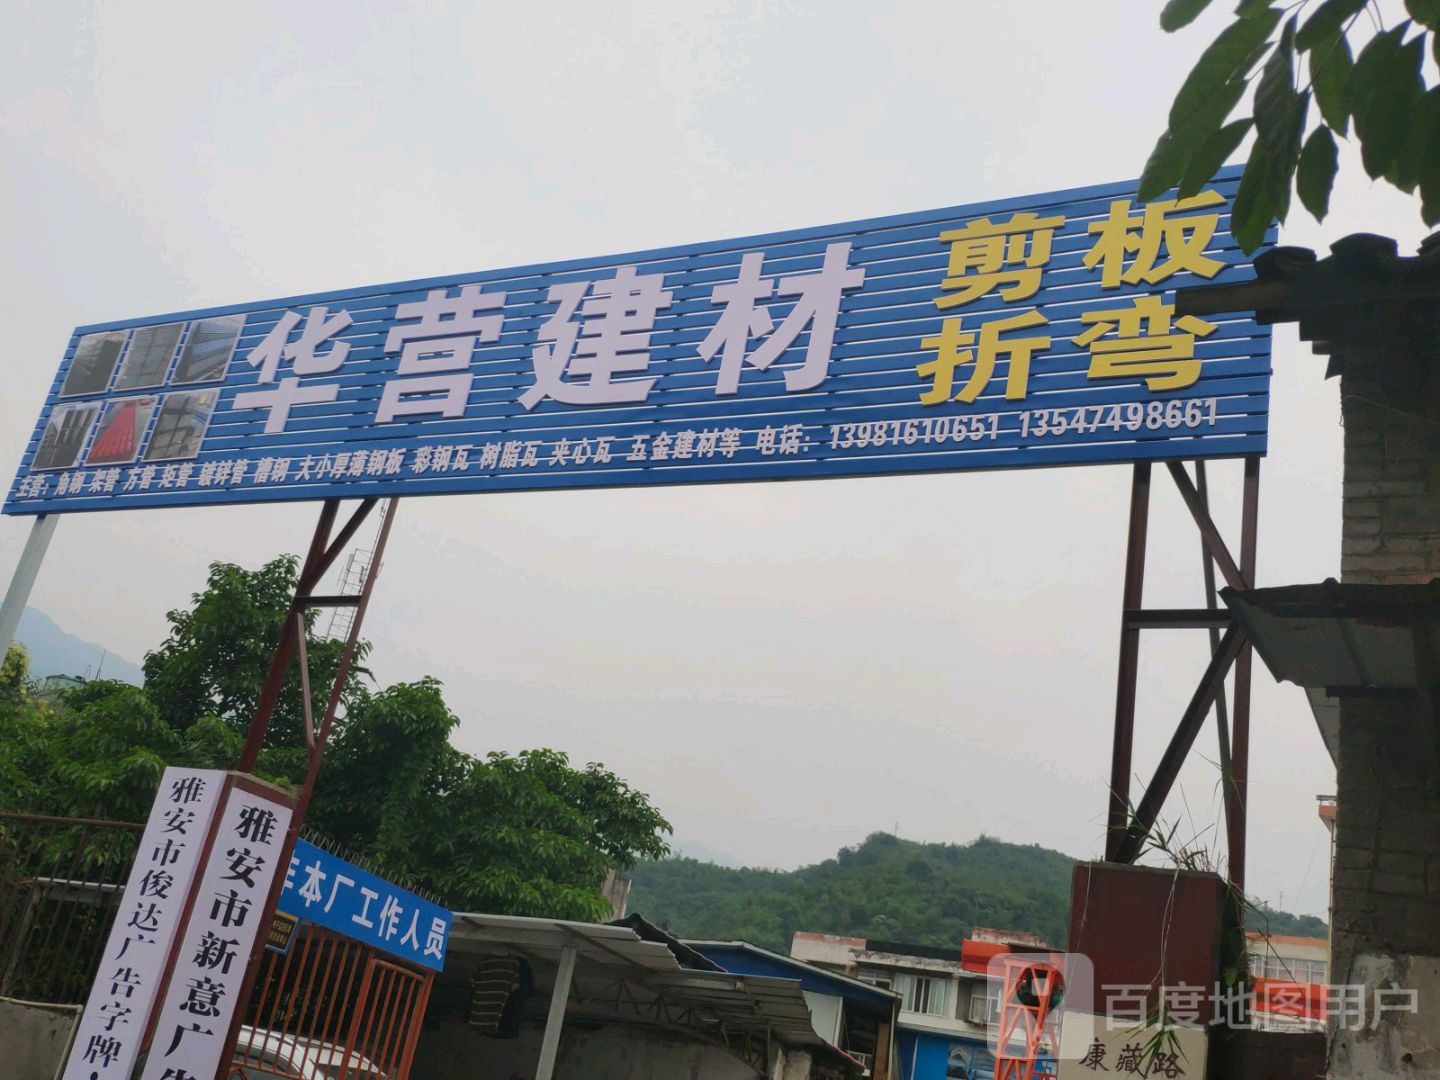 华营建材
剪板
折弯
主营：角钢 架管 方管 矩管 镀锌管 槽钢 大小厚薄钢板 彩钢瓦 树脂瓦 夹心瓦 五金建材等 电话：13981610651 13547498661
雅安市俊达广告字牌
雅安市新意广告
非本厂工作人员
康藏路
百度地图用户